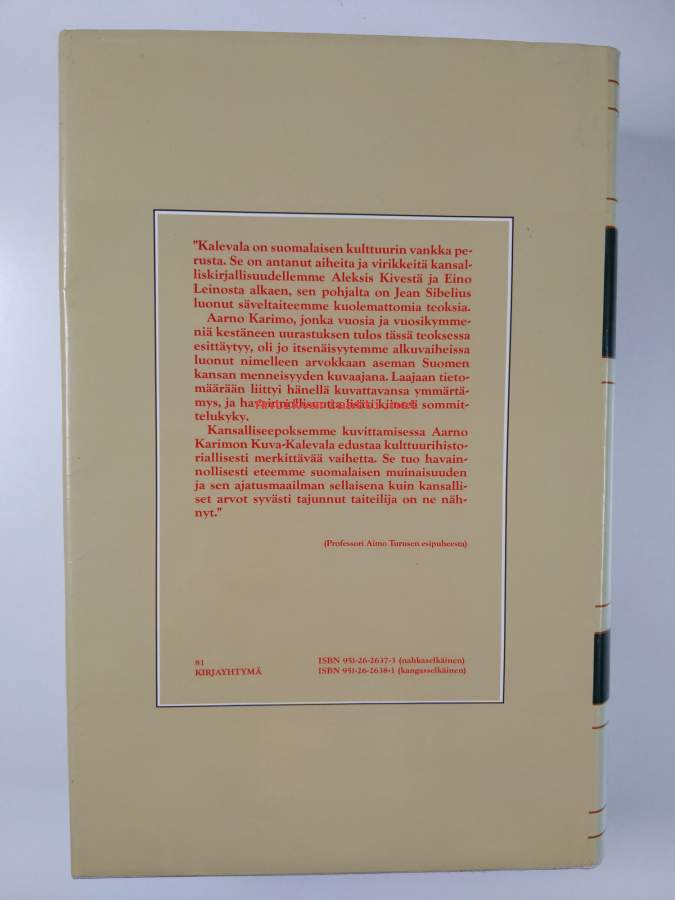 "Kalevala on suomalaisen kulttuurin vankka pe-
rusta. Se on antanut aiheita ja virikkeitä kansal-
liskirjallisuudellemme Aleksis Kivestä ja Eino
Leinosta alkaen, sen pohjalta on Jean Sibelius
luonut säveltaiteemme kuolemattomia teoksia.
Aarno Karimo, jonka vuosia ja vuosikymme-
niä kestäneen uurastuksen tulos tässä teoksessa
esittäytyy, oli jo itsenäisyytemme alkuvaiheissa
luonut nimelleen arvokkaan aseman Suomen
kansan menneisyyden kuvaajana. Laajaan tieto-
määrään liittyi hänellä kuvattavansa ymmärtä-
mys, ja havainnollisuutta lisäsi kiinteä sommit-
telukyky.
Kansalliseepoksemme kuvittamisessa Aarno
Karimon Kuva-Kalevala edustaa kulttuurihisto-
riallisesti merkittävää vaihetta. Se tuo havain-
nollisesti eteemme suomalaisen muinaisuuden
ja sen ajatusmaailman sellaisena kuin kansalli-
set arvot syvästi tajunnut taiteilija on ne näh-
nyt."
(Professori Aimo Turusen esipuheesta)
81
KIRJAYHTYMÄ
ISBN 951-26-2637-3 (nahkaselkäinen)
ISBN 951-26-2638-1 (kangasselkäinen)